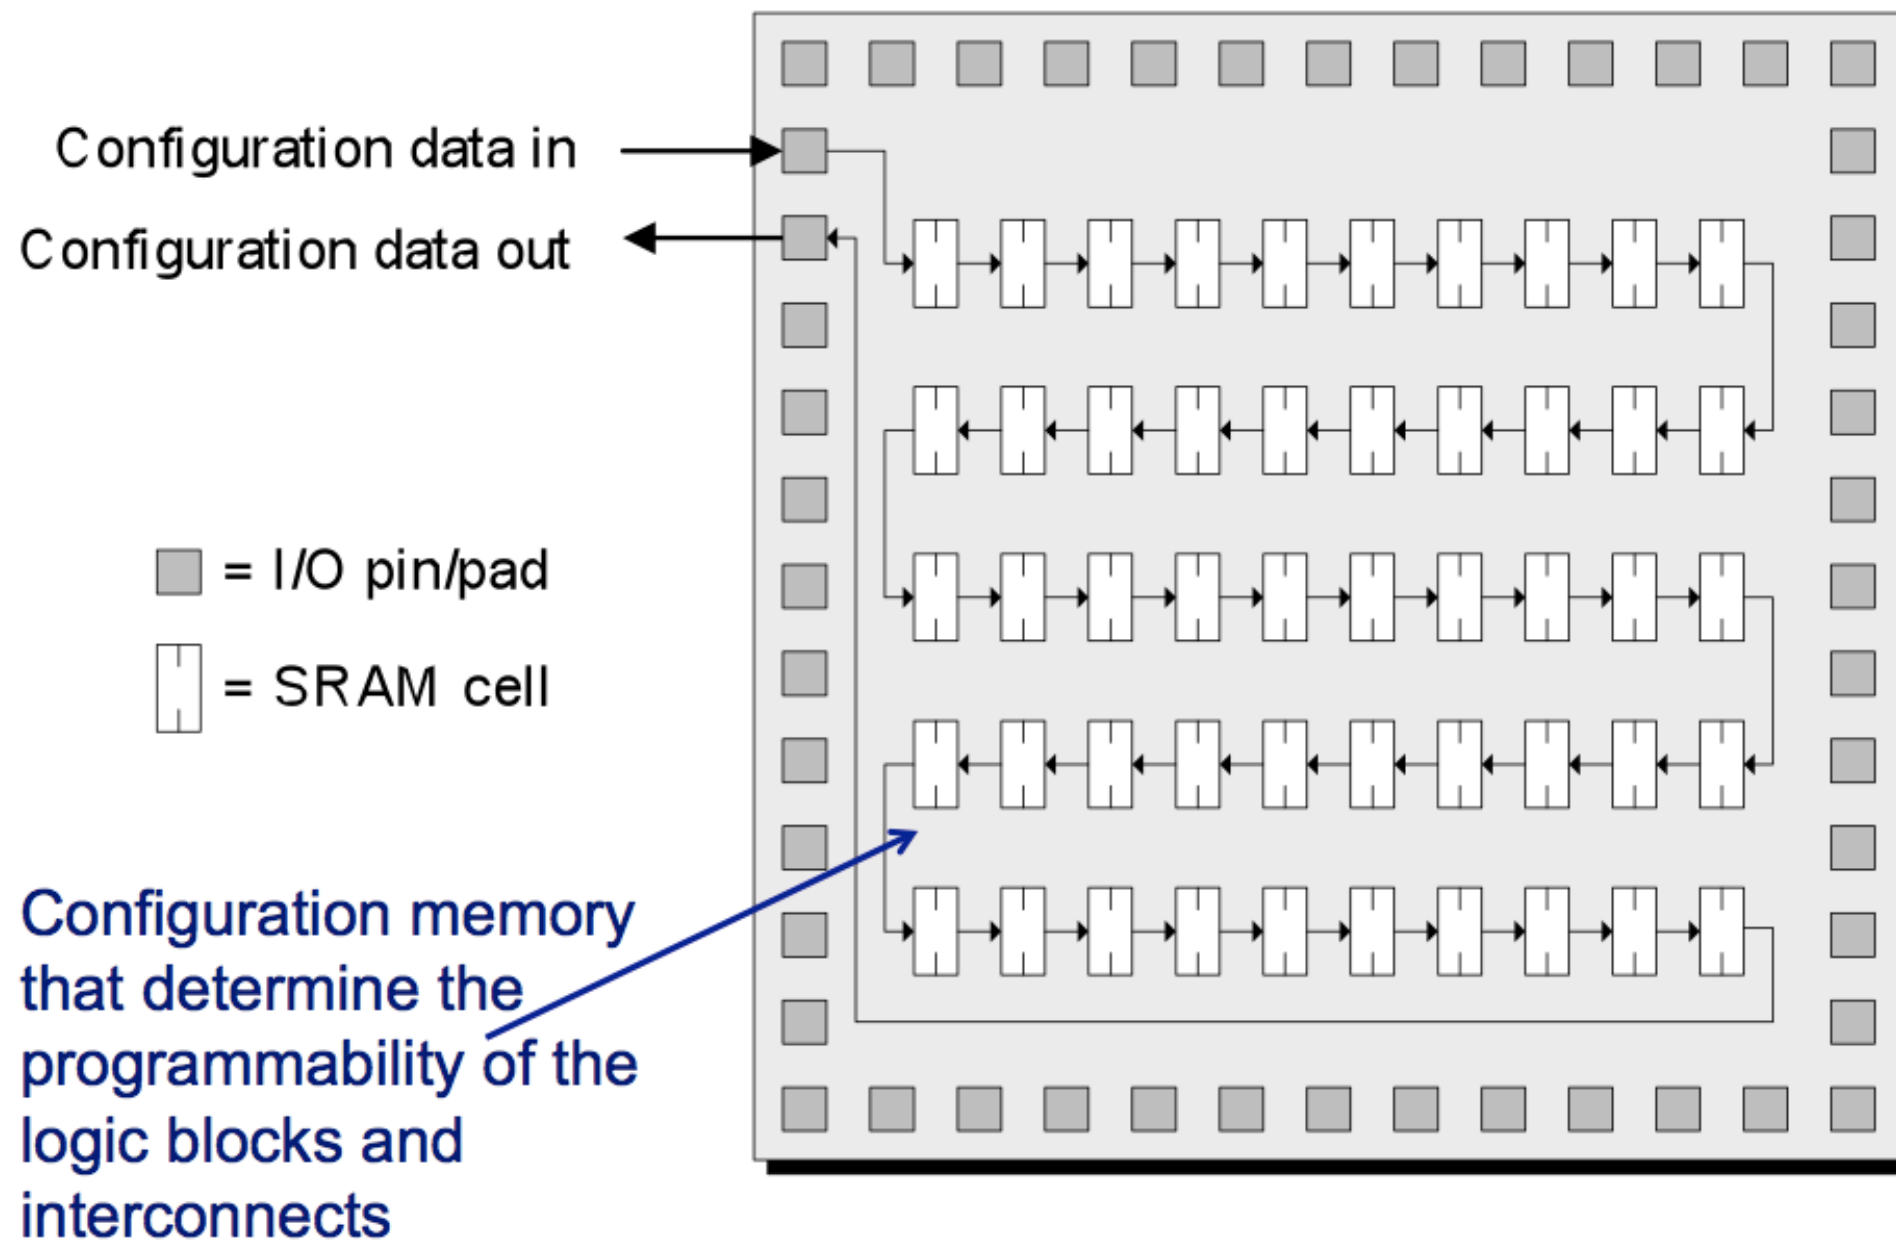 Configuration data in
Configuration data out
= I/O pin/pad
= SRAM cell
Configuration memory
that determine the
programmability of the
logic blocks and
interconnects